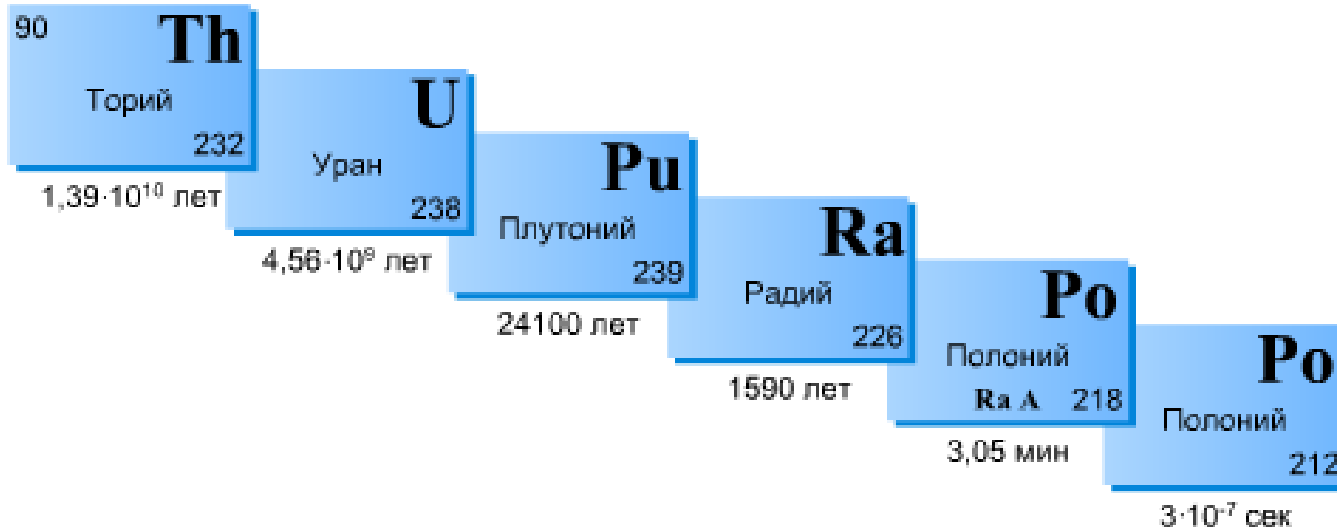 90 Th
Торий
232
1,39·10¹⁰ лет
U
Уран
238
4,56·10⁹ лет
Pu
Плутоний
239
24100 лет
Ra
Радий
226
1590 лет
Po
Полоний
Ra A 218
3,05 мин
Po
Полоний
212
3·10⁻⁷ сек